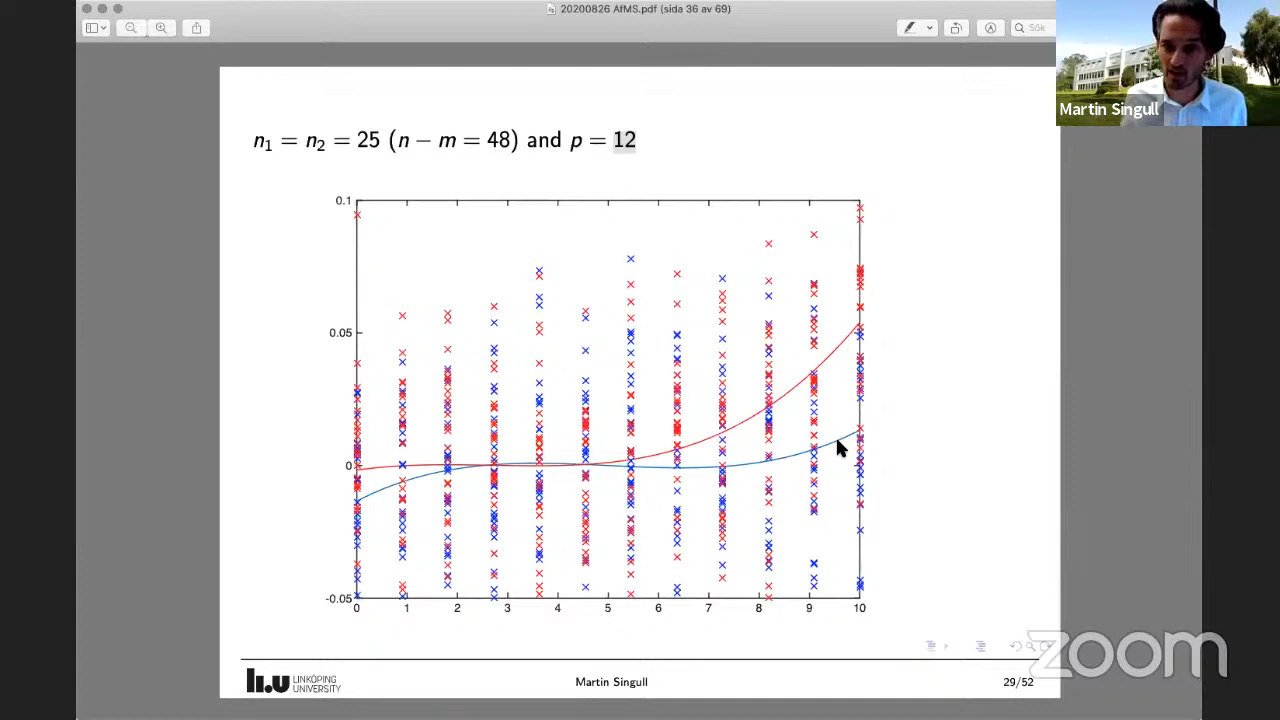 20200826 AfMS.pdf (sida 36 av 69)
Sök
Martin Singull
n₁ = n₂ = 25 (n − m = 48) and p = 12
0.1
0.05
0
-0.05
0 1 2 3 4 5 6 7 8 9 10
zoom
LINKÖPING
UNIVERSITY
Martin Singull
29/52